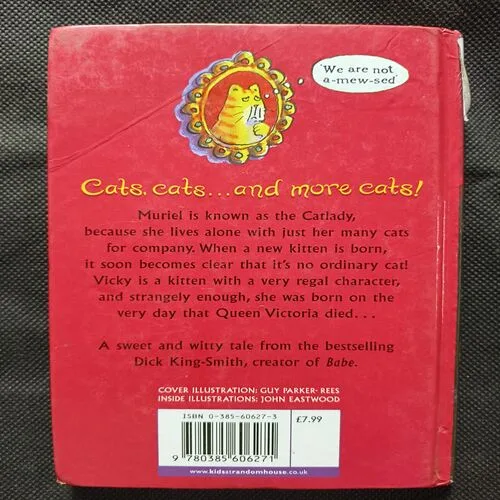 'We are not
a-mew-sed'
Cats, cats...and more cats!
Muriel is known as the Catlady,
because she lives alone with just her many cats
for company. When a new kitten is born,
it soon becomes clear that it's no ordinary cat!
Vicky is a kitten with a very regal character,
and strangely enough, she was born on the
very day that Queen Victoria died...
A sweet and witty tale from the bestselling
Dick King-Smith, creator of Babe.
COVER ILLUSTRATION: GUY PARKER-REES
INSIDE ILLUSTRATIONS: JOHN EASTWOOD
ISBN 0-385-60627-3
£7.99
9 780385 606271
www.kidsatrandomhouse.co.uk